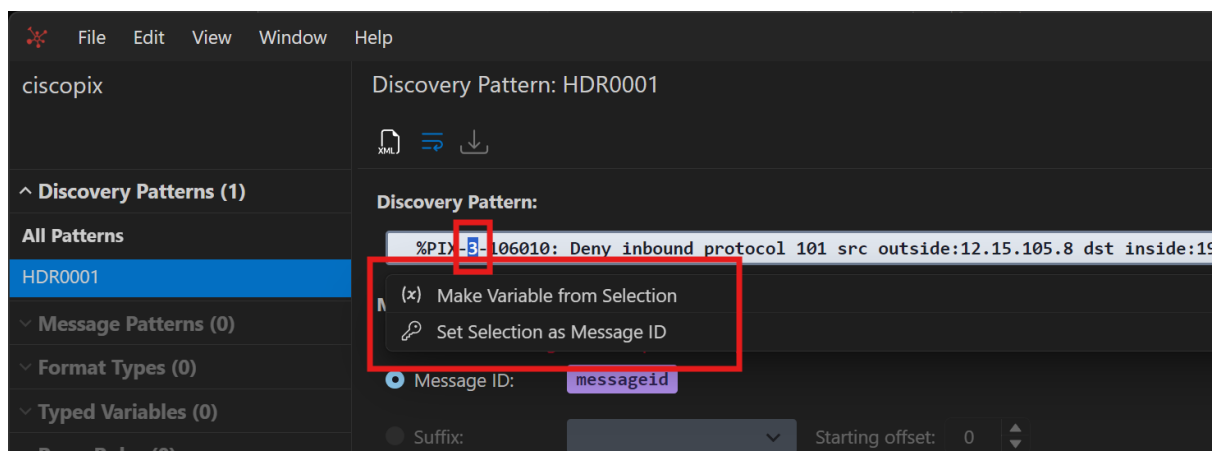 File Edit View Window Help
ciscopix
Discovery Pattern: HDR0001
XML
Discovery Patterns (1)
Discovery Pattern:
All Patterns
%PIX-3-106010: Deny inbound protocol 101 src outside:12.15.105.8 dst inside:19
HDR0001
(x) Make Variable from Selection
Message Patterns (0)
Set Selection as Message ID
Format Types (0)
Message ID: messageid
Typed Variables (0)
Suffix: Starting offset: 0